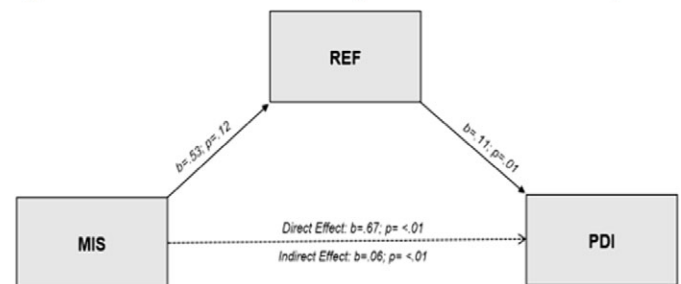 REF
b=.53; p=.12
b=.11; p=.01
MIS
Direct Effect: b=.67; p= <.01
Indirect Effect: b=.06; p= <.01
PDI